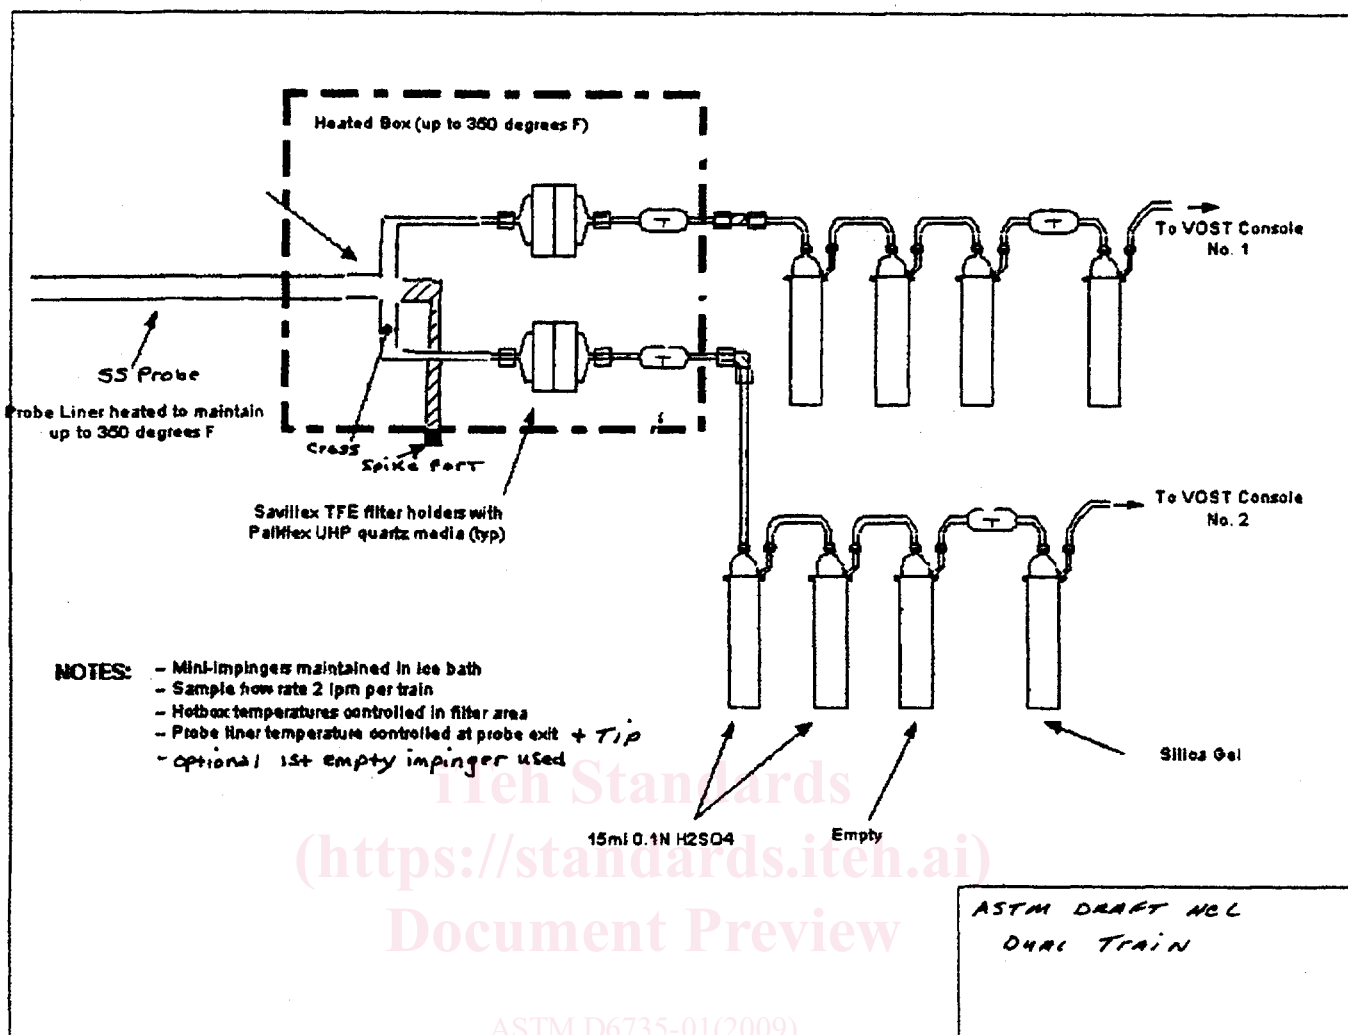 Heated Box (up to 350 degrees F)
To VOST Console
No. 1
SS Probe
Probe Liner heated to maintain
up to 350 degrees F
Cross
Spike Port
Savillex TFE filter holders with
Pallflex UHP quartz media (typ)
To VOST Console
No. 2
NOTES:
- Mini-impingers maintained in ice bath
- Sample flow rate 2 lpm per train
- Hotbox temperatures controlled in filter area
- Probe liner temperature controlled at probe exit + Tip
- optional 1st empty impinger used
Silica Gel
15ml 0.1N H2SO4
Empty
iTeh Standards
(https://standards.iteh.ai)
Document Preview
ASTM DRAFT HCL
DUAL TRAIN
ASTM D6735-01(2009)